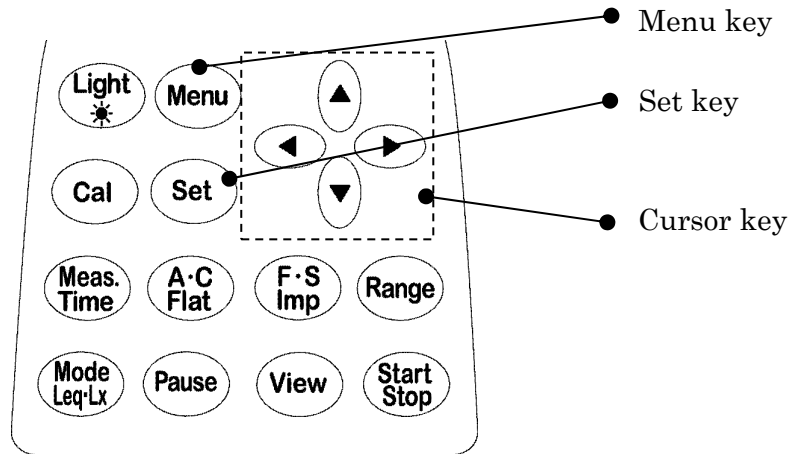 Menu key
Light
Menu
Set key
Cal
Set
Cursor key
Meas.
Time
A·C
Flat
F·S
Imp
Range
Mode
Leq·Lx
Pause
View
Start
Stop